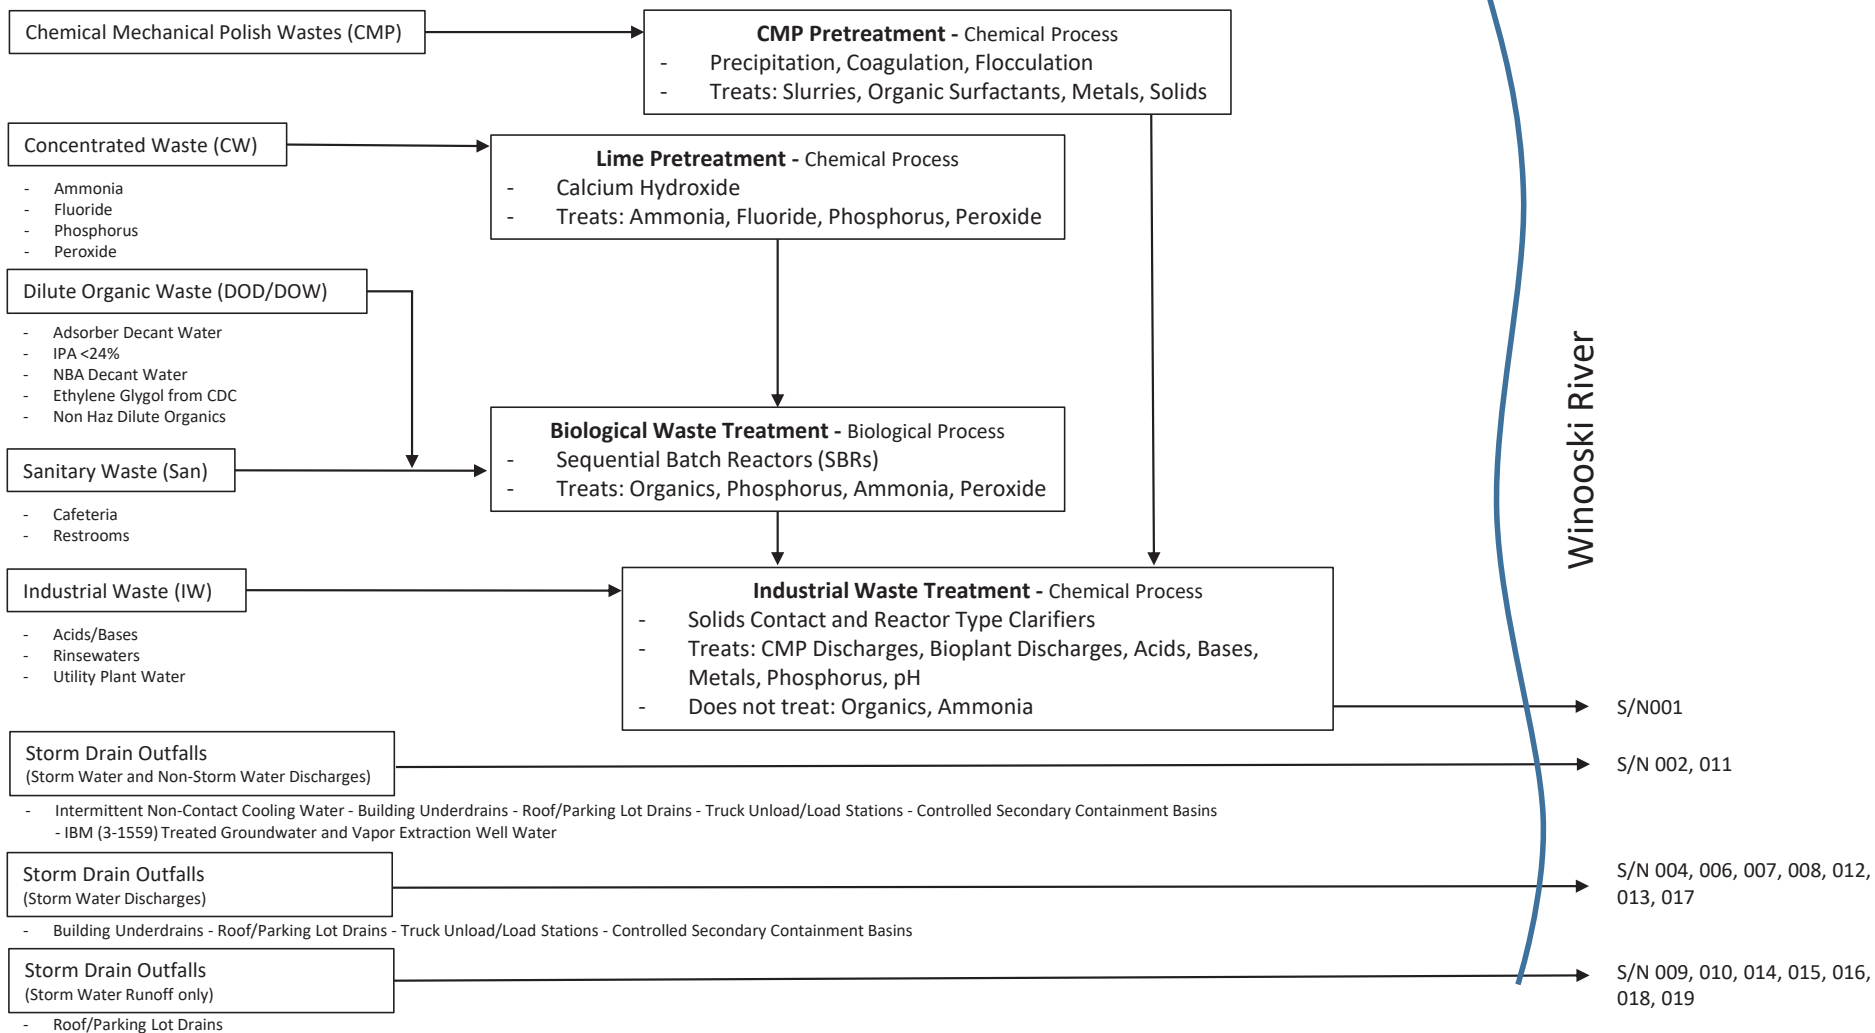 Chemical Mechanical Polish Wastes (CMP)
CMP Pretreatment - Chemical Process
- Precipitation, Coagulation, Flocculation
- Treats: Slurries, Organic Surfactants, Metals, Solids
Concentrated Waste (CW)
- Ammonia
- Fluoride
- Phosphorus
- Peroxide
Lime Pretreatment - Chemical Process
- Calcium Hydroxide
- Treats: Ammonia, Fluoride, Phosphorus, Peroxide
Dilute Organic Waste (DOD/DOW)
- Adsorber Decant Water
- IPA <24%
- NBA Decant Water
- Ethylene Glygol from CDC
- Non Haz Dilute Organics
Biological Waste Treatment - Biological Process
- Sequential Batch Reactors (SBRs)
- Treats: Organics, Phosphorus, Ammonia, Peroxide
Sanitary Waste (San)
- Cafeteria
- Restrooms
Industrial Waste (IW)
- Acids/Bases
- Rinsewaters
- Utility Plant Water
Industrial Waste Treatment - Chemical Process
- Solids Contact and Reactor Type Clarifiers
- Treats: CMP Discharges, Bioplant Discharges, Acids, Bases,
Metals, Phosphorus, pH
- Does not treat: Organics, Ammonia
Winooski River
S/N001
Storm Drain Outfalls
(Storm Water and Non-Storm Water Discharges)
S/N 002, 011
- Intermittent Non-Contact Cooling Water - Building Underdrains - Roof/Parking Lot Drains - Truck Unload/Load Stations - Controlled Secondary Containment Basins
- IBM (3-1559) Treated Groundwater and Vapor Extraction Well Water
Storm Drain Outfalls
(Storm Water Discharges)
S/N 004, 006, 007, 008, 012,
013, 017
- Building Underdrains - Roof/Parking Lot Drains - Truck Unload/Load Stations - Controlled Secondary Containment Basins
Storm Drain Outfalls
(Storm Water Runoff only)
S/N 009, 010, 014, 015, 016,
018, 019
- Roof/Parking Lot Drains